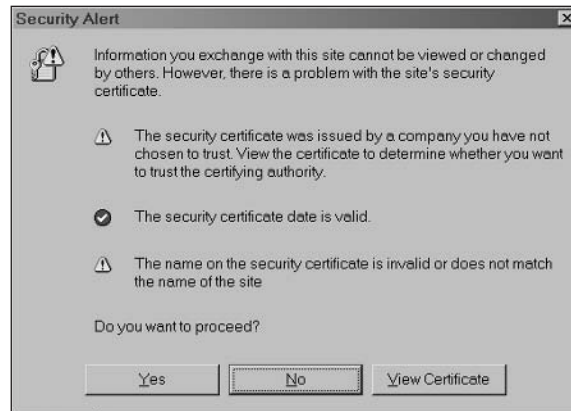 Security Alert
Information you exchange with this site cannot be viewed or changed
by others. However, there is a problem with the site's security
certificate.
The security certificate was issued by a company you have not
chosen to trust. View the certificate to determine whether you want
to trust the certifying authority.
The security certificate date is valid.
The name on the security certificate is invalid or does not match
the name of the site
Do you want to proceed?
Yes No View Certificate